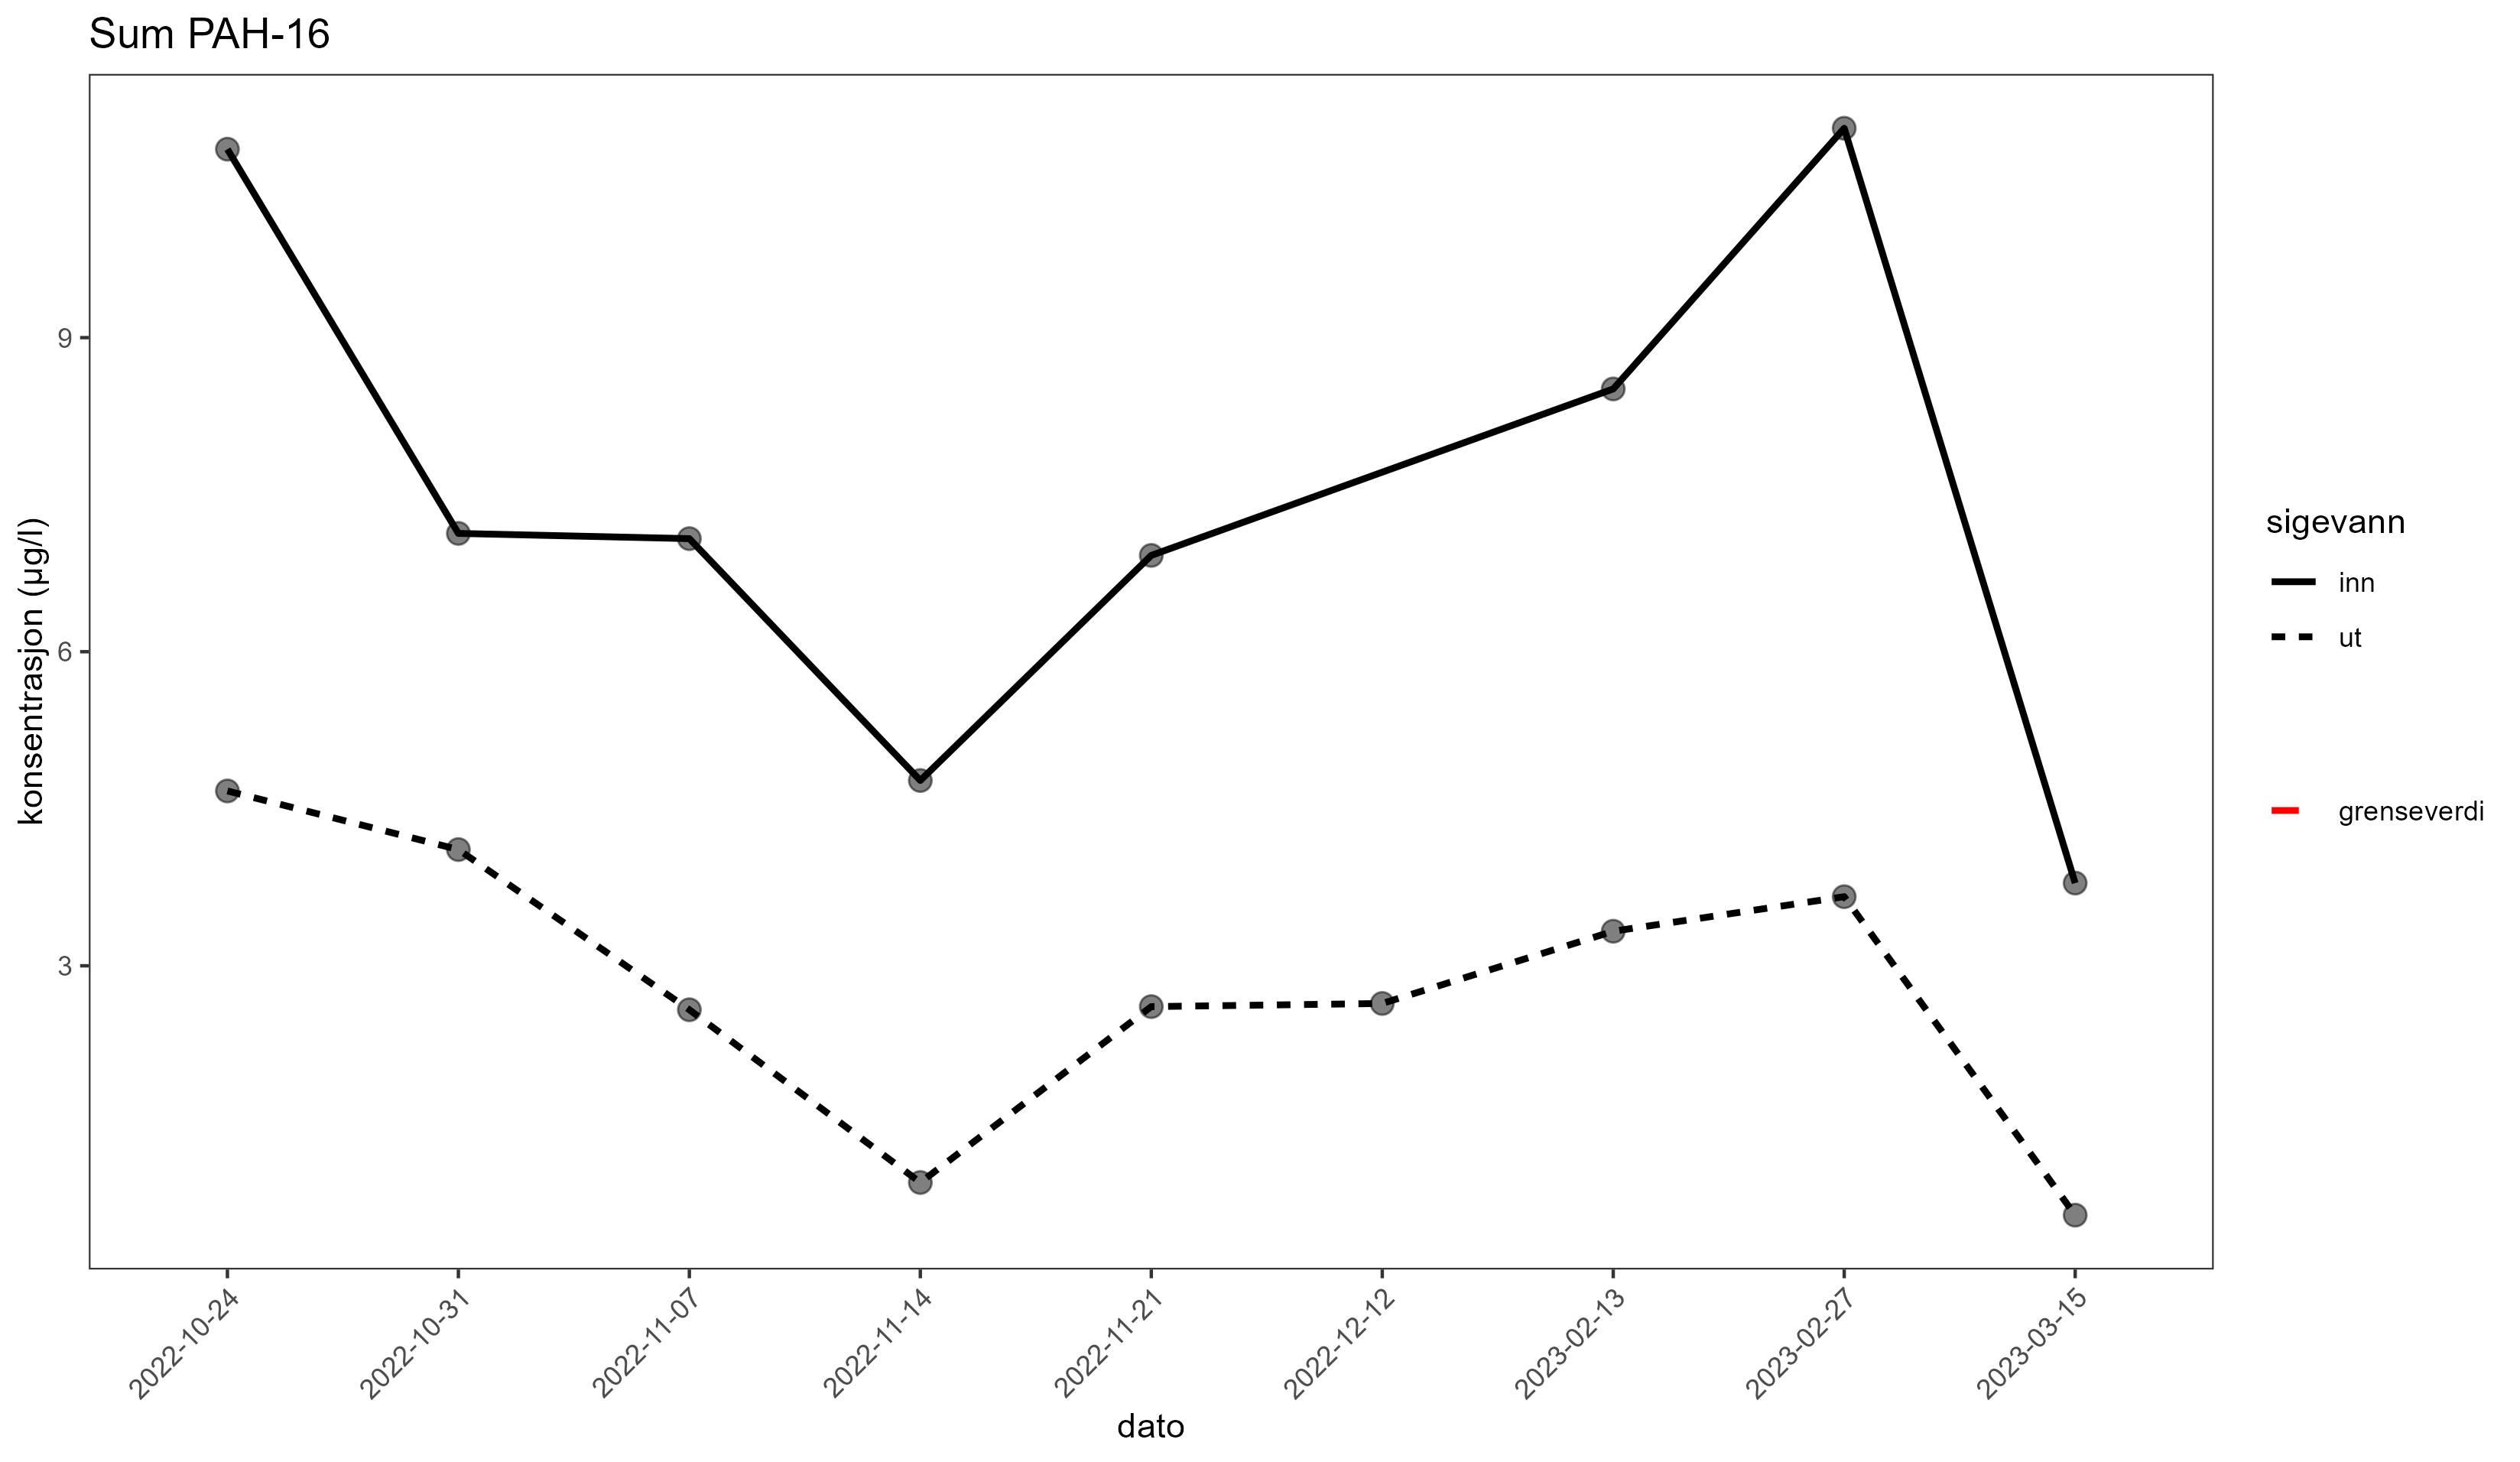 Sum PAH-16
konsentrasjon (µg/l)
9
6
3
2022-10-24
2022-10-31
2022-11-07
2022-11-14
2022-11-21
2022-12-12
2023-02-13
2023-02-27
2023-03-15
dato
sigevann
inn
ut
grenseverdi